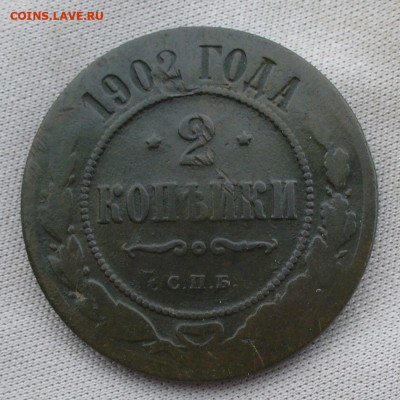 COINS.LAVE.RU
1902 ГОДА
2
КОПѢЙКИ
С.П.Б.